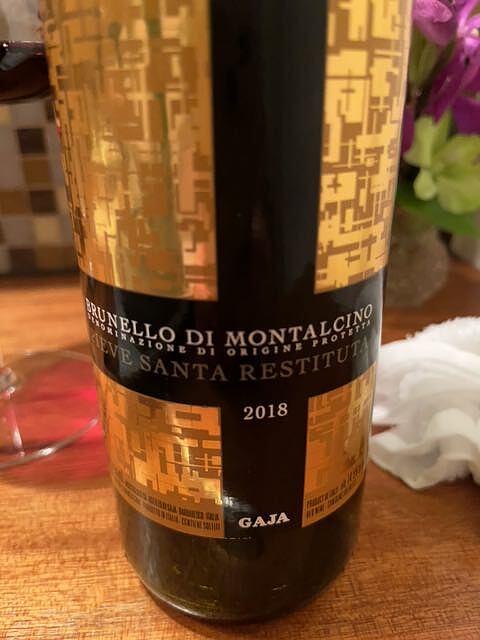 BRUNELLO DI MONTALCINO
DENOMINAZIONE DI ORIGINE PROTETTA
PIEVE SANTA RESTITUTA
2018
GAJA